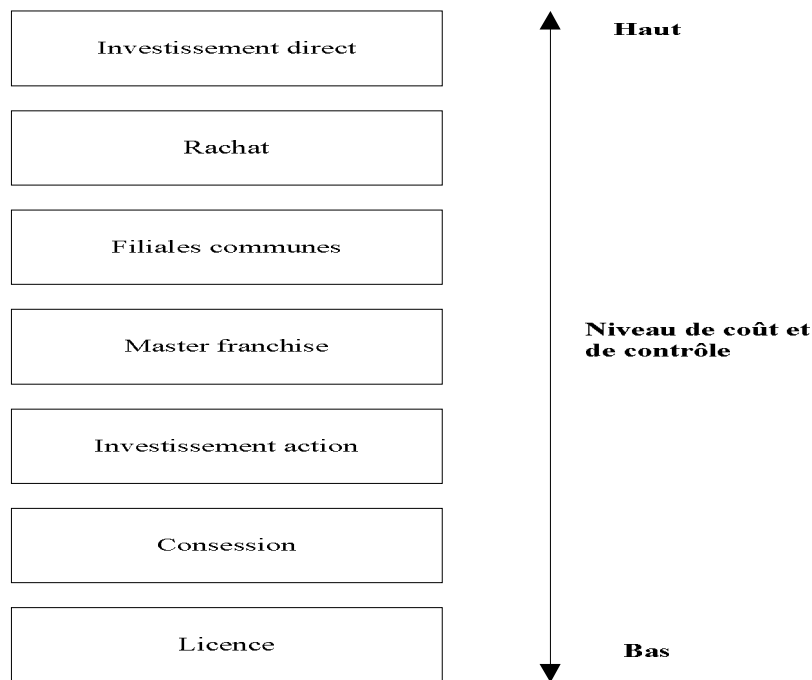 Investissement direct
Haut
Rachat
Filiales communes
Master franchise
Niveau de coût et
de contrôle
Investissement action
Consession
Licence
Bas